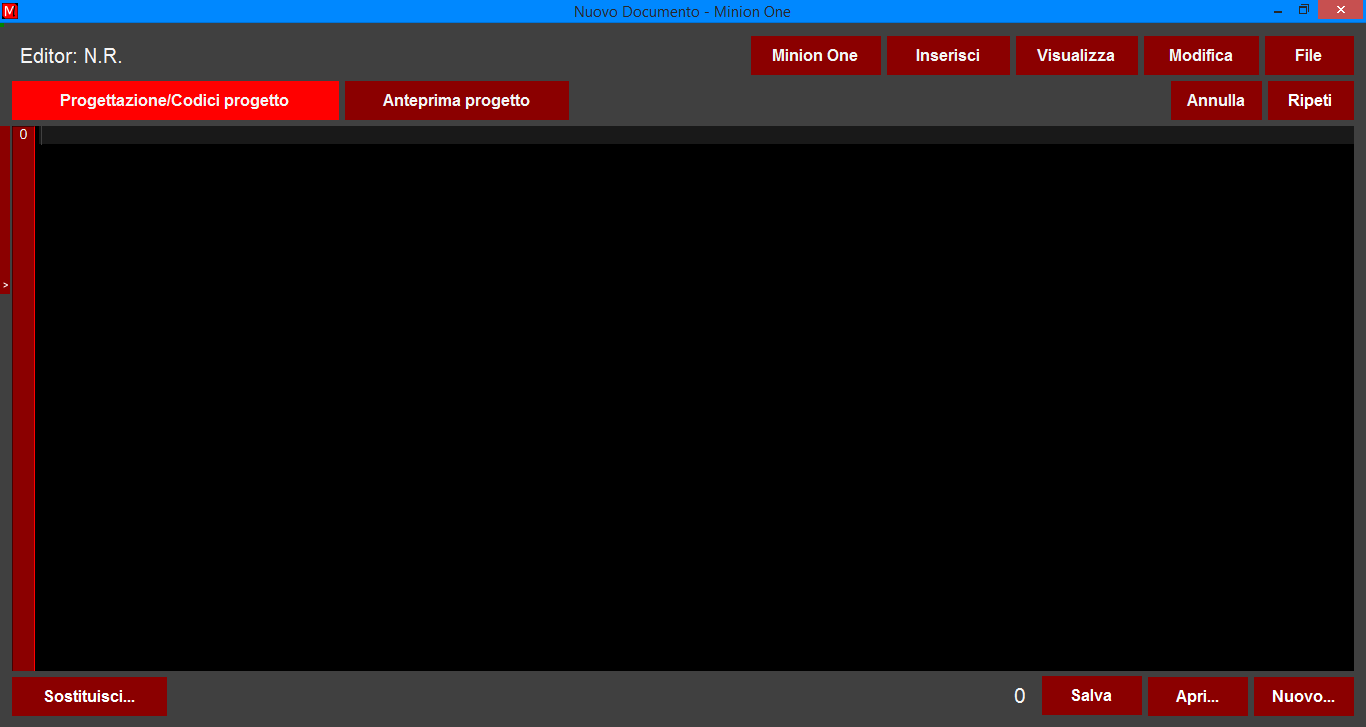 M
Nuovo Documento - Minion One
Editor: N.R.
Minion One
Inserisci
Visualizza
Modifica
File
Progettazione/Codici progetto
Anteprima progetto
Annulla
Ripeti
0
>
Sostituisci...
0
Salva
Apri...
Nuovo...